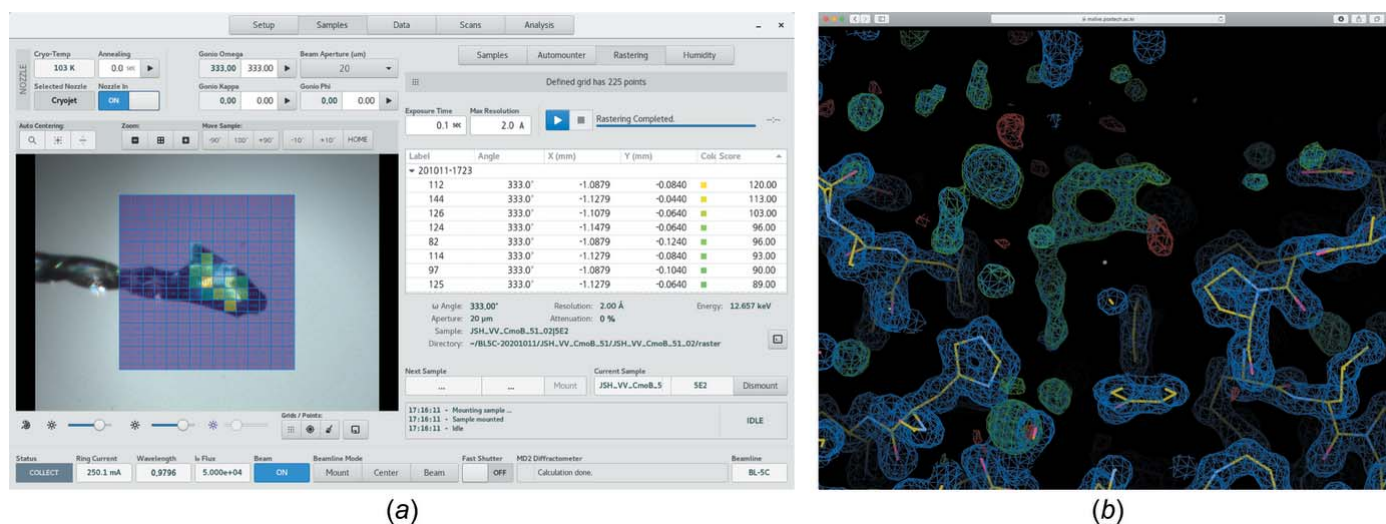 Setup Samples Data Scans Analysis
NOZZLE
Cryo-Temp Annealing
103 K 0.0 sec
Selected Nozzle Nozzle In
Cryojet ON
Gonio Omega Beam Aperture (um)
333.00 333.00 20
Gonio Kappa Gonio Phi
0.00 0.00 0.00 0.00
Auto Centering: Zoom: Move Sample:
-90° 180° +90° -10° +10° HOME
Grids / Points:
Samples Automounter Rastering Humidity
Defined grid has 225 points
Exposure Time Max Resolution
0.1 sec 2.0 A Rastering Completed. --:--
Label Angle X (mm) Y (mm) Score
201011-1723
112 333.0° -1.0879 -0.0840 120.00
144 333.0° -1.1279 -0.0440 113.00
126 333.0° -1.1079 -0.0640 103.00
124 333.0° -1.1479 -0.0640 96.00
82 333.0° -1.0879 -0.1240 96.00
114 333.0° -1.1279 -0.0840 93.00
97 333.0° -1.0879 -0.1040 90.00
125 333.0° -1.1279 -0.0640 89.00
ω Angle: 333.00° Resolution: 2.00 Å Energy: 12.657 keV
Aperture: 20 μm Attenuation: 0 %
Sample: JSH_VV_CmoB_51_02|5E2
Directory: ~/BL5C-20201011/JSH_VV_CmoB_51/JSH_VV_CmoB_51_02/raster
Next Sample Current Sample
... ... Mount JSH_VV_CmoB_5 5E2 Dismount
17:16:11 - Mounting sample ...
17:16:11 - Sample mounted
17:16:11 - Idle
IDLE
Status Ring Current Wavelength I₀ Flux Beam Beamline Mode Fast Shutter MD2 Diffractometer Beamline
COLLECT 250.1 mA 0.9796 5.000e+04 ON Mount Center Beam OFF Calculation done. BL-5C
(a)
(b)